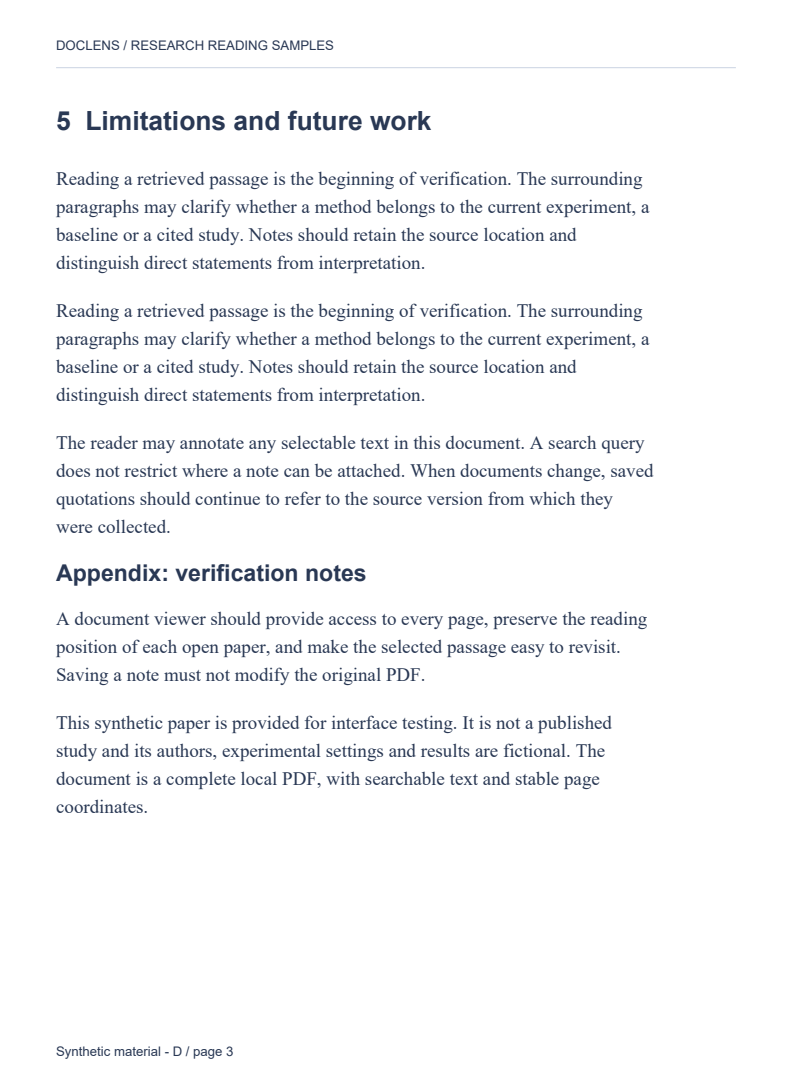 DOCLENS / RESEARCH READING SAMPLES
5 Limitations and future work
Reading a retrieved passage is the beginning of verification. The surrounding
paragraphs may clarify whether a method belongs to the current experiment, a
baseline or a cited study. Notes should retain the source location and
distinguish direct statements from interpretation.
Reading a retrieved passage is the beginning of verification. The surrounding
paragraphs may clarify whether a method belongs to the current experiment, a
baseline or a cited study. Notes should retain the source location and
distinguish direct statements from interpretation.
The reader may annotate any selectable text in this document. A search query
does not restrict where a note can be attached. When documents change, saved
quotations should continue to refer to the source version from which they
were collected.
Appendix: verification notes
A document viewer should provide access to every page, preserve the reading
position of each open paper, and make the selected passage easy to revisit.
Saving a note must not modify the original PDF.
This synthetic paper is provided for interface testing. It is not a published
study and its authors, experimental settings and results are fictional. The
document is a complete local PDF, with searchable text and stable page
coordinates.
Synthetic material - D / page 3